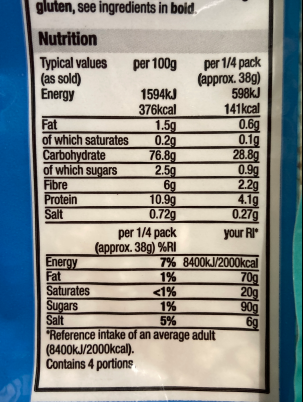 gluten, see ingredients in bold.
Nutrition
Typical values per 100g per 1/4 pack
(as sold) (approx. 38g)
Energy 1594kJ 598kJ
376kcal 141kcal
Fat 1.5g 0.6g
of which saturates 0.2g 0.1g
Carbohydrate 76.8g 28.8g
of which sugars 2.5g 0.9g
Fibre 6g 2.2g
Protein 10.9g 4.1g
Salt 0.72g 0.27g
per 1/4 pack your RI*
(approx. 38g) %RI
Energy 7% 8400kJ/2000kcal
Fat 1% 70g
Saturates <1% 20g
Sugars 1% 90g
Salt 5% 6g
*Reference intake of an average adult
(8400kJ/2000kcal).
Contains 4 portions